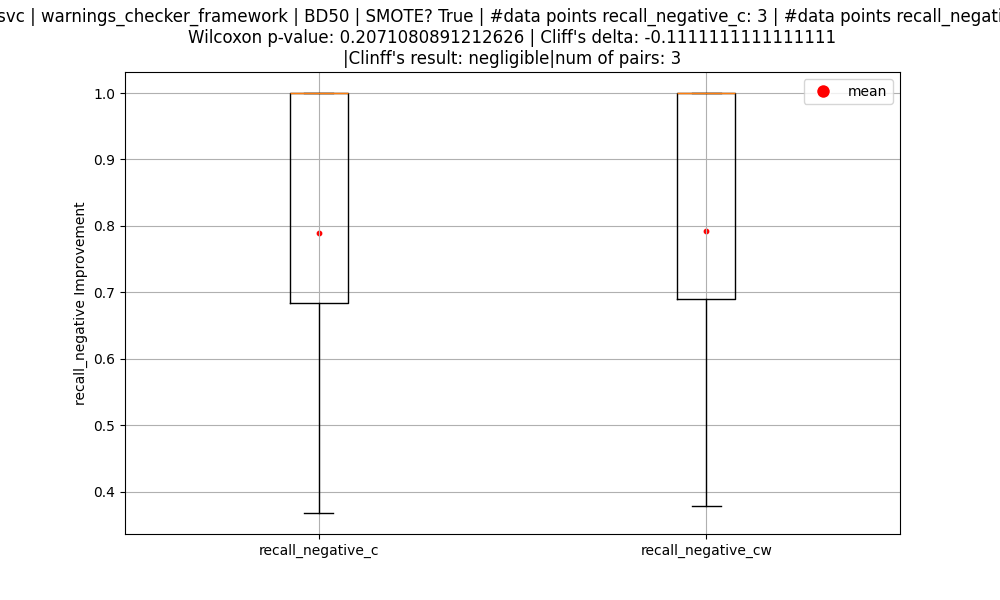 svc | warnings_checker_framework | BD50 | SMOTE? True | #data points recall_negative_c: 3 | #data points
Wilcoxon p-value: 0.2071080891212626 | Cliff's delta: -0.1111111111111111
|Clinff's result: negligible|num of pairs: 3
mean
1.0
0.9
0.8
0.7
0.6
0.5
0.4
recall_negative Improvement
recall_negative_c
recall_negative_cw